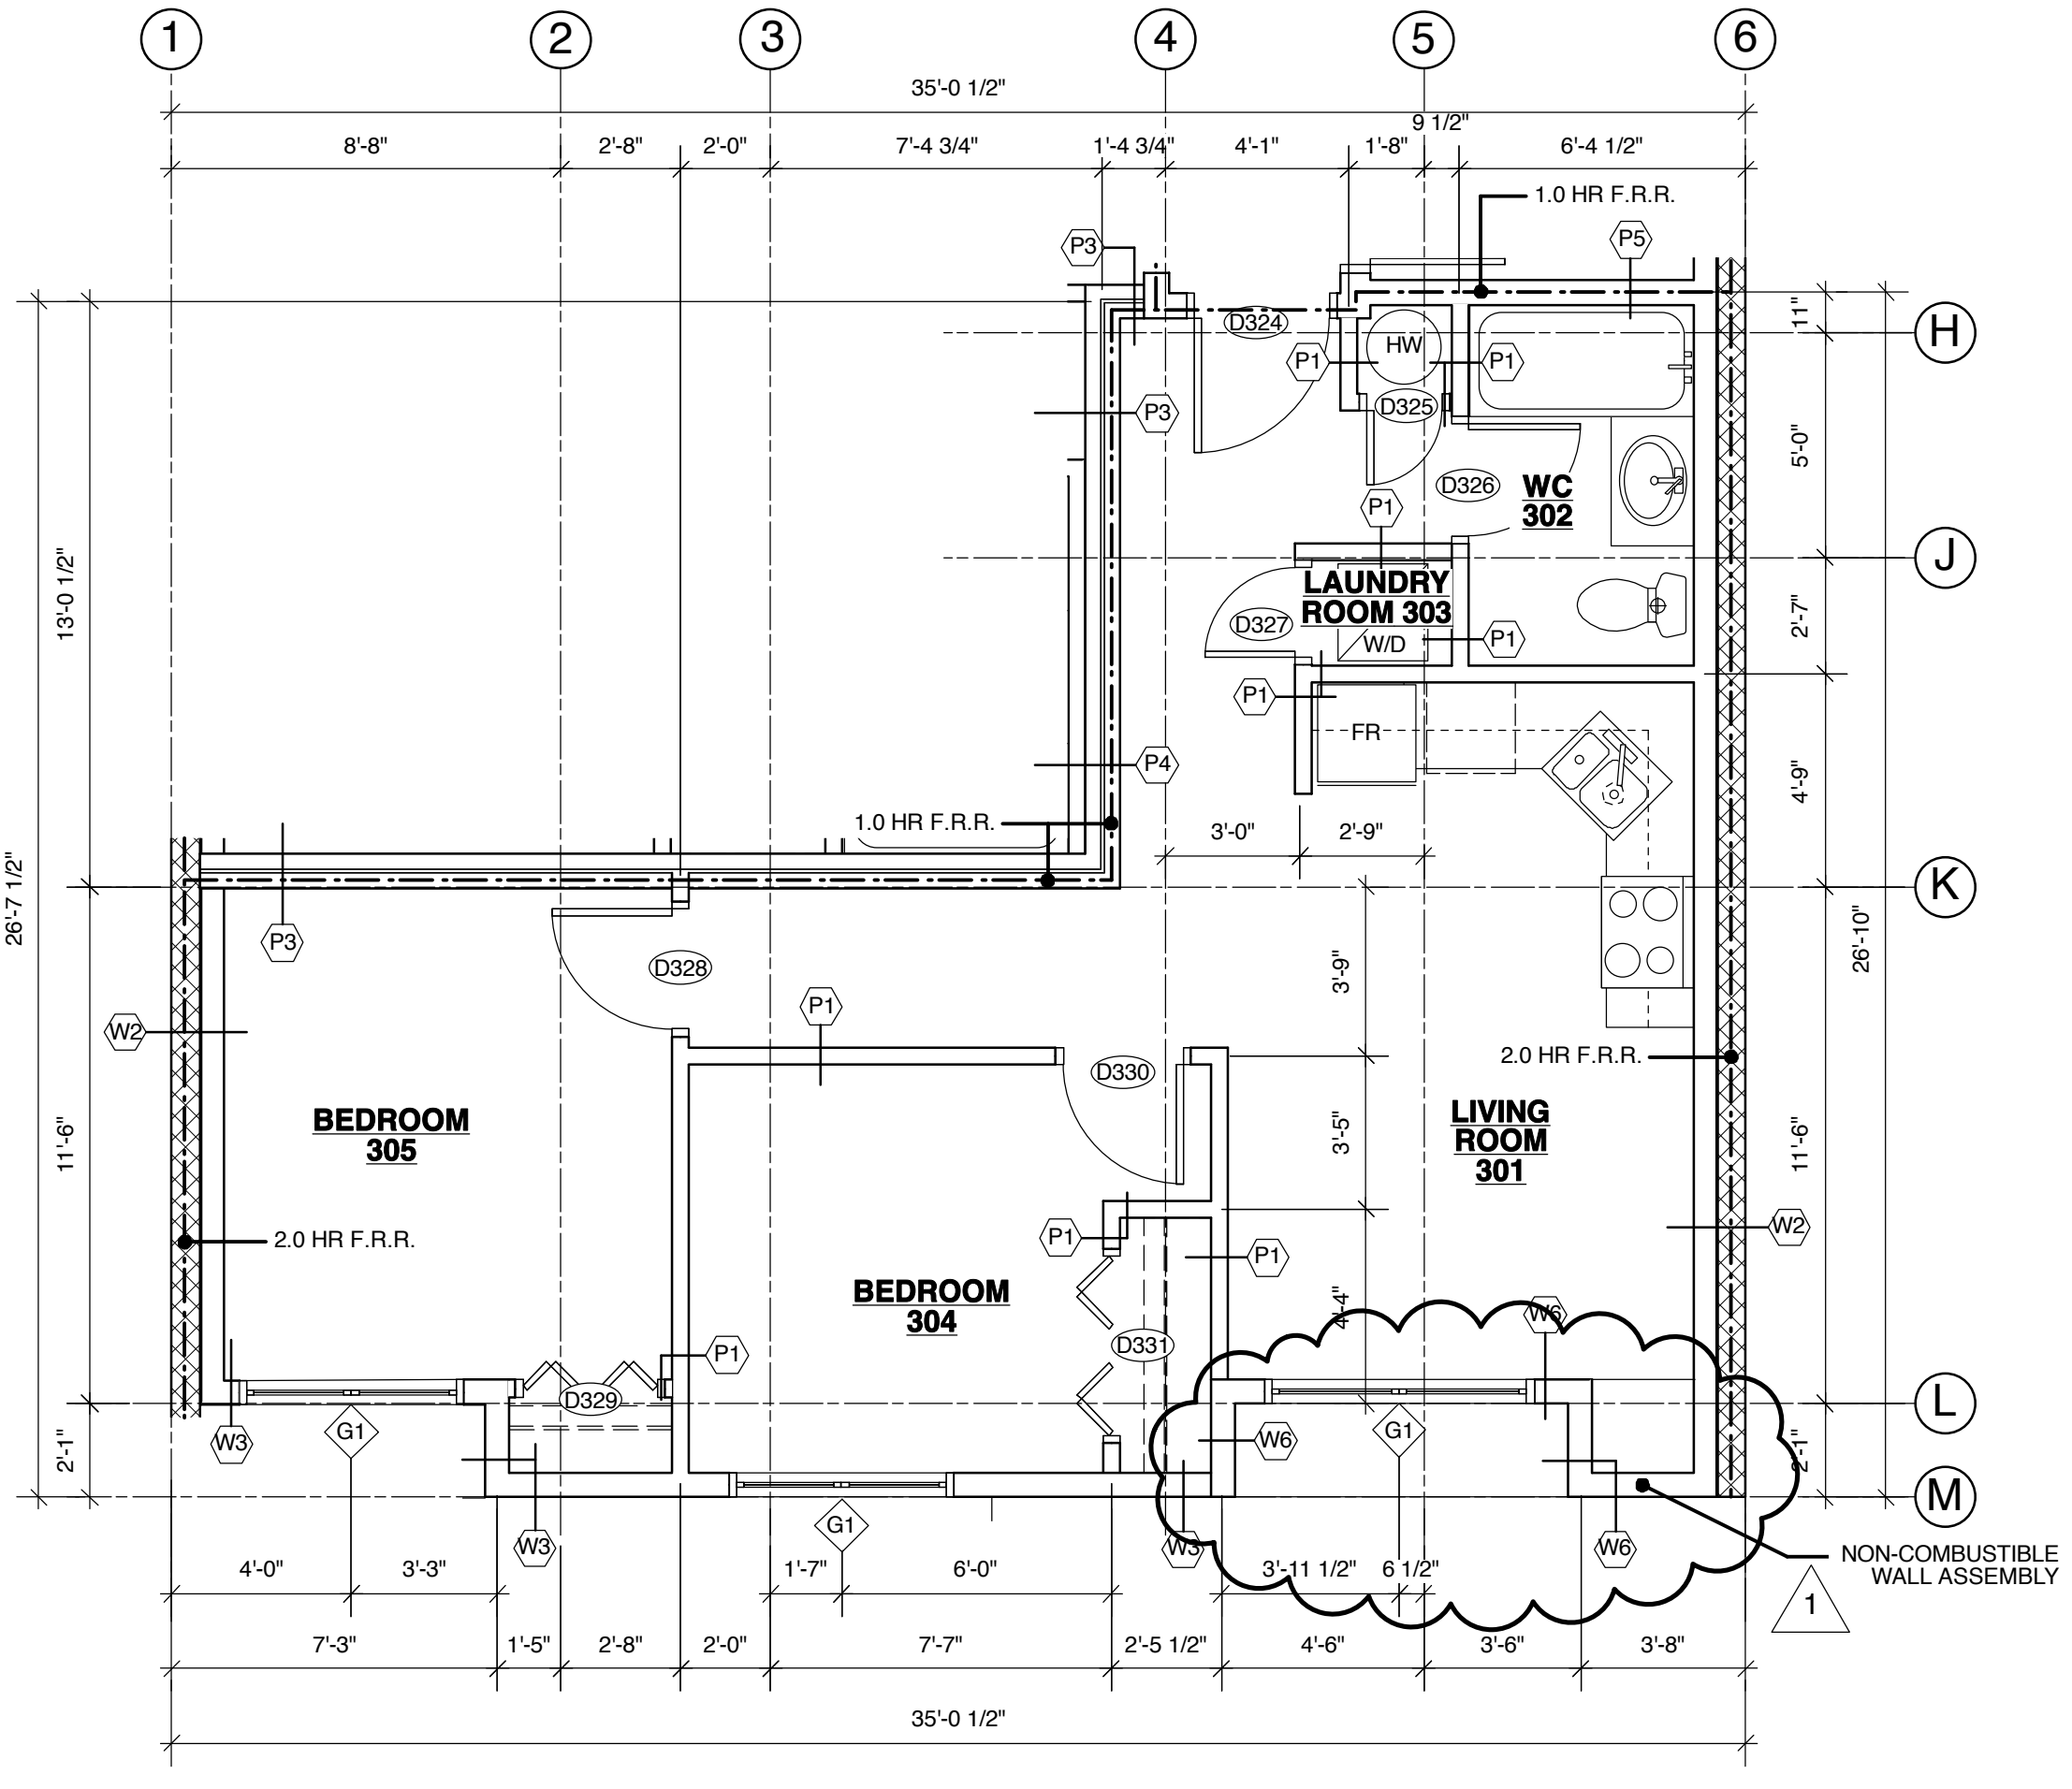 1 2 3 4 5 6
35'-0 1/2"
9 1/2"
8'-8" 2'-8" 2'-0" 7'-4 3/4" 1'-4 3/4" 4'-1" 1'-8" 6'-4 1/2"
1.0 HR F.R.R.
P3 P5
11"
D324 H
HW
P1 P1
D325
P3
5'-0"
D326 WC
302
P1
J
13'-0 1/2"
LAUNDRY
ROOM 303
D327
2'-7"
W/D P1
P1
FR
P4
4'-9"
1.0 HR F.R.R.
3'-0" 2'-9"
26'-7 1/2"
K
P3
26'-10"
D328
3'-9"
P1
W2
2.0 HR F.R.R.
D330
BEDROOM
305
LIVING
ROOM
301
11'-6" 3'-5" 11'-6"
W2
2.0 HR F.R.R.
P1 P1
BEDROOM
304
4'-4"
W6
D331
P1
D329
L
G1 G1
W3 W6
2'-1" 2'-1"
M
G1
W3 W3 W6
NON-COMBUSTIBLE
WALL ASSEMBLY
1
4'-0" 3'-3" 1'-7" 6'-0" 3'-11 1/2" 6 1/2"
7'-3" 1'-5" 2'-8" 2'-0" 7'-7" 2'-5 1/2" 4'-6" 3'-6" 3'-8"
35'-0 1/2"